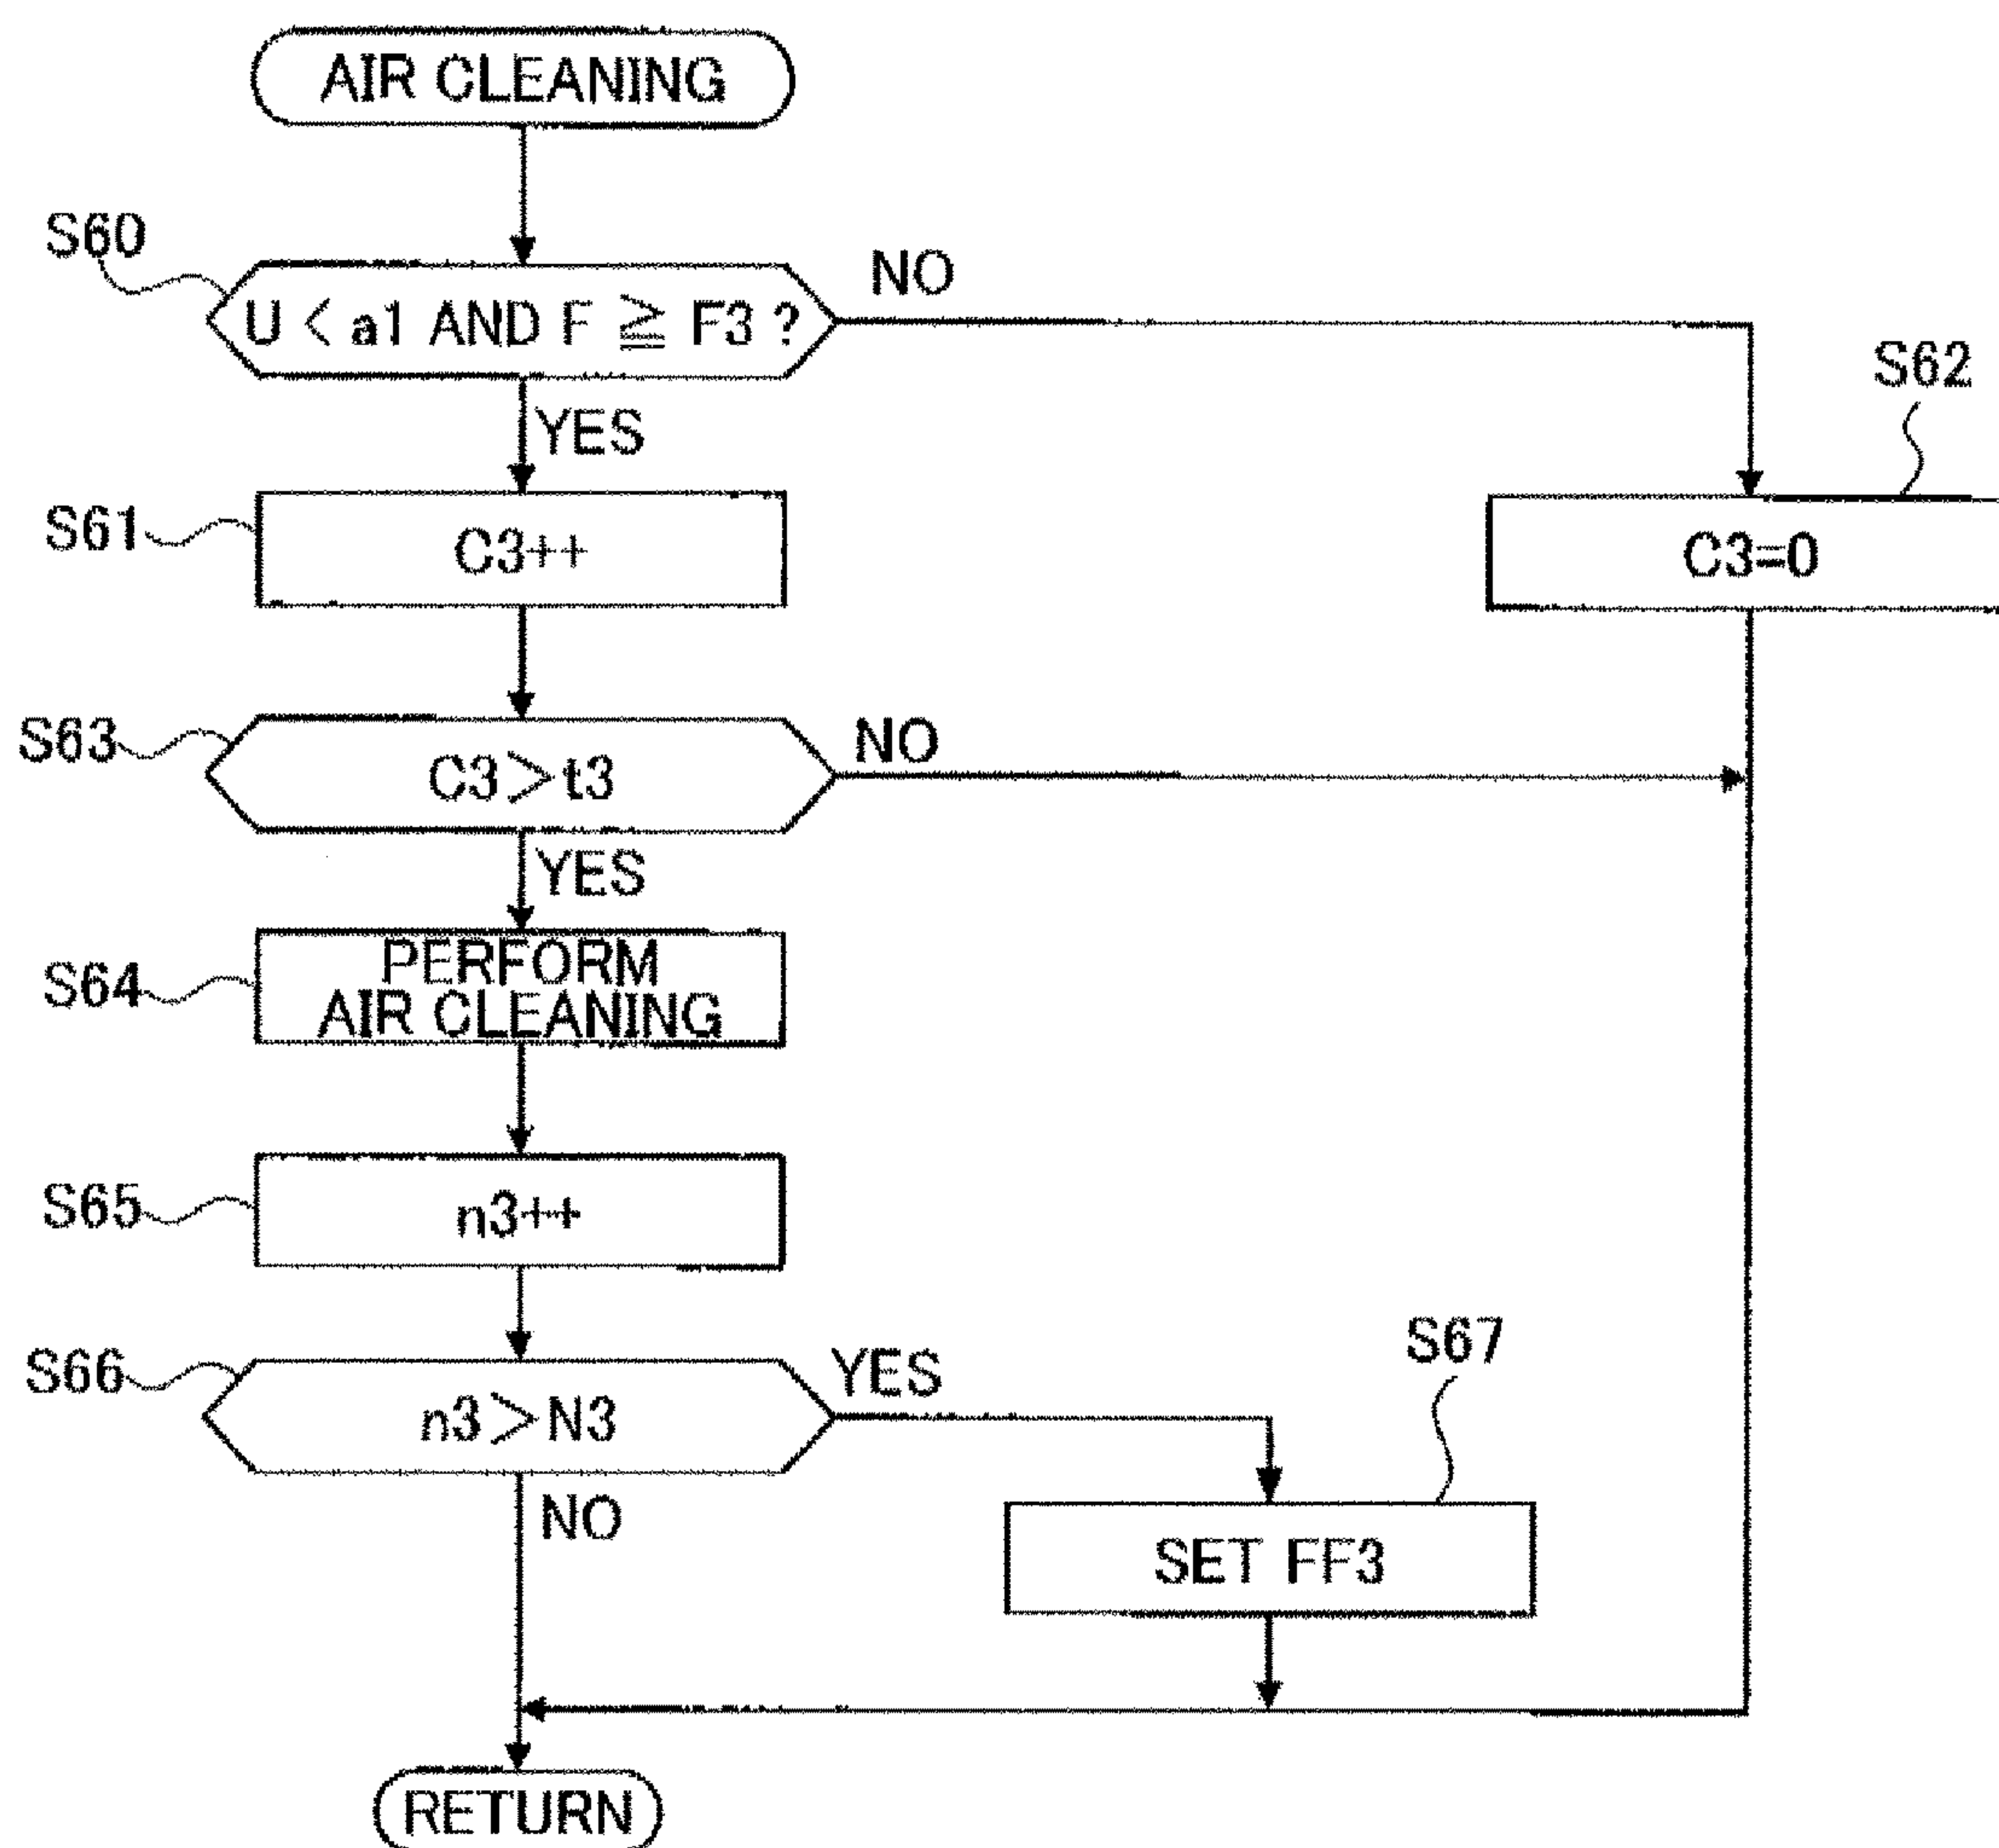 AIR CLEANING
S60
U < a1 AND F ≧ F3 ?
NO
YES
S62
S61
C3++
C3=0
S63
C3>t3
NO
YES
S64
PERFORM
AIR CLEANING
S65
n3++
S66
n3>N3
YES
S67
NO
SET FF3
RETURN